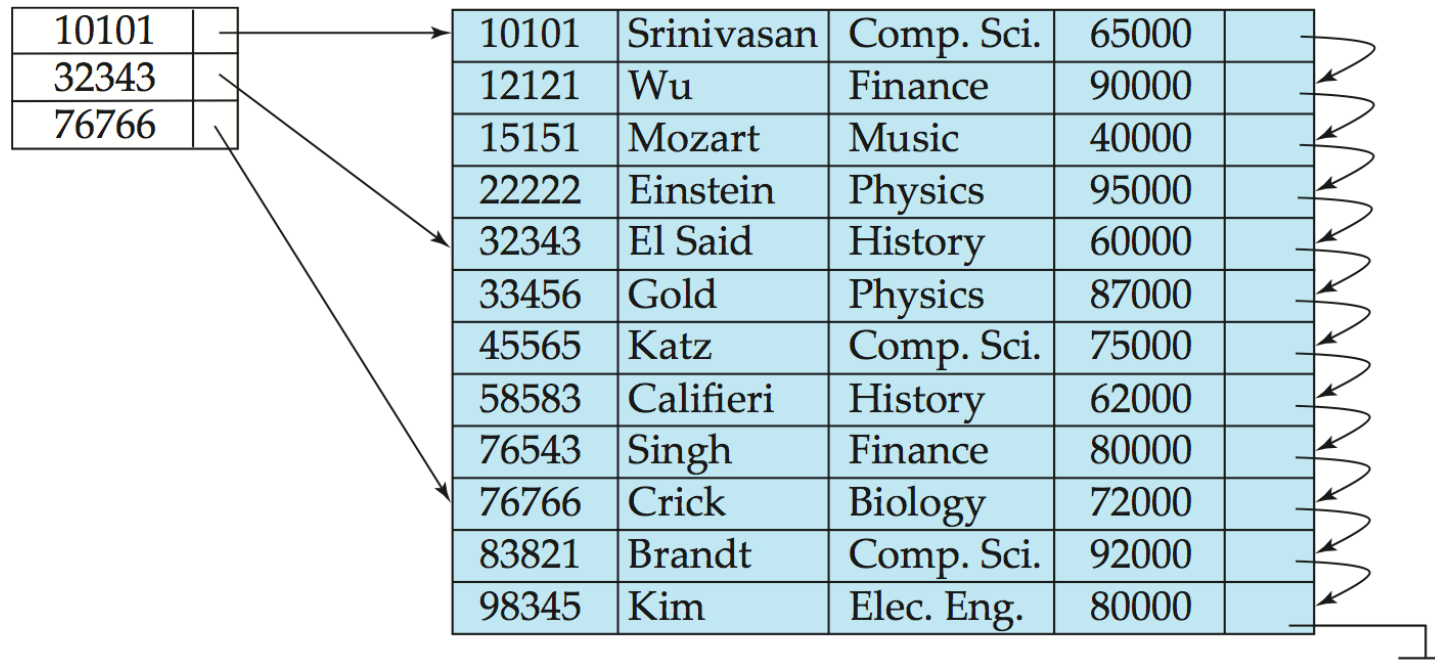 10101
32343
76766
10101 Srinivasan Comp. Sci. 65000
12121 Wu Finance 90000
15151 Mozart Music 40000
22222 Einstein Physics 95000
32343 El Said History 60000
33456 Gold Physics 87000
45565 Katz Comp. Sci. 75000
58583 Califieri History 62000
76543 Singh Finance 80000
76766 Crick Biology 72000
83821 Brandt Comp. Sci. 92000
98345 Kim Elec. Eng. 80000